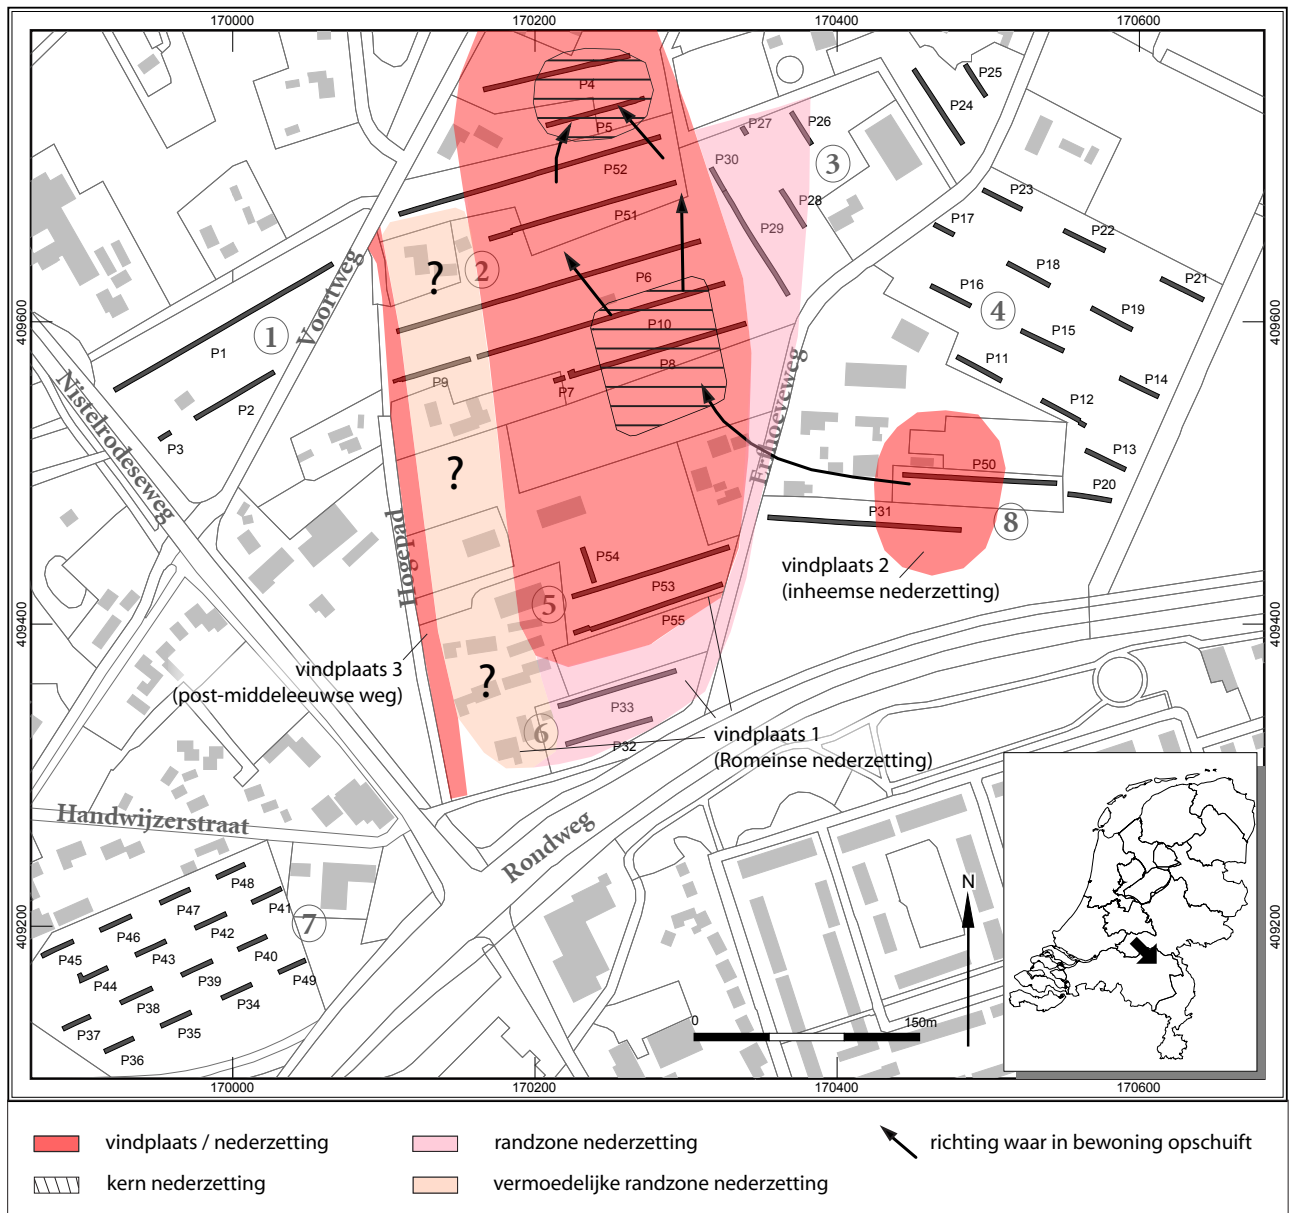 170000
170200
170400
170600
P4
P5
P25
P24
P27
P26
3
P52
P30
P28
P23
P51
P29
P17
P22
2
?
P6
P18
P21
409600
409600
Voortweg
1
P1
P16
4
P19
P10
P15
P8
P9
P7
P11
P14
P2
P12
P3
Nistelrodeseweg
Erfhoeveweg
P13
P50
P20
?
P31
8
Hogepad
P54
vindplaats 2
(inheemse nederzetting)
P53
5
P55
409400
409400
vindplaats 3
(post-middeleeuwse weg)
?
P33
6
P32
vindplaats 1
(Romeinse nederzetting)
Handwijzerstraat
Rondweg
P48
P47
P41
P46
P42
7
P45
P43
P40
P44
P39
P49
P38
P34
P37
P35
P36
N
409200
409200
0
150m
170000
170200
170400
170600
vindplaats / nederzetting
randzone nederzetting
richting waar in bewoning opschuift
kern nederzetting
vermoedelijke randzone nederzetting